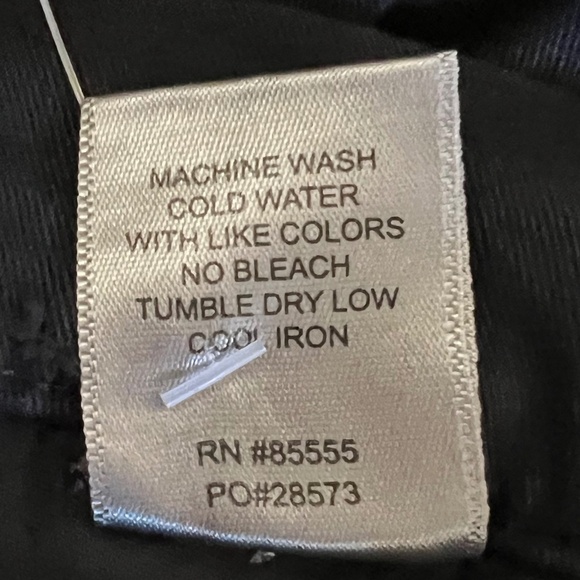 MACHINE WASH
COLD WATER
WITH LIKE COLORS
NO BLEACH
TUMBLE DRY LOW
COOL IRON
RN #85555
PO#28573